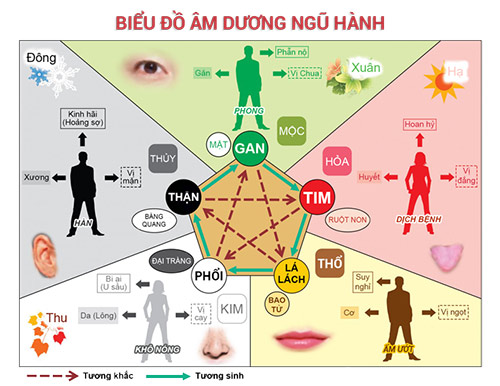 BIỂU ĐỒ ÂM DƯƠNG NGŨ HÀNH
Đông
Kinh hãi
(Hoảng sợ)
Xương
Vị
mặn
HÀN
THỦY
Phẫn nộ
Gân
Vị Chua
Xuân
PHONG
MẬT
GAN
MỘC
Hạ
Hoan hỷ
Huyết
Vị
đắng
DỊCH BỆNH
HỎA
THẬN
TIM
BÀNG
QUANG
RUỘT NON
ĐẠI TRÀNG
PHỔI
LÁ
LÁCH
THỔ
BAO
TỬ
Thu
Bi ai
(U sầu)
Da (Lông)
Vị
cay
KHÔ NÓNG
KIM
Suy
nghĩ
Cơ
Vị ngọt
ẨM ƯỚT
Tương khắc
Tương sinh